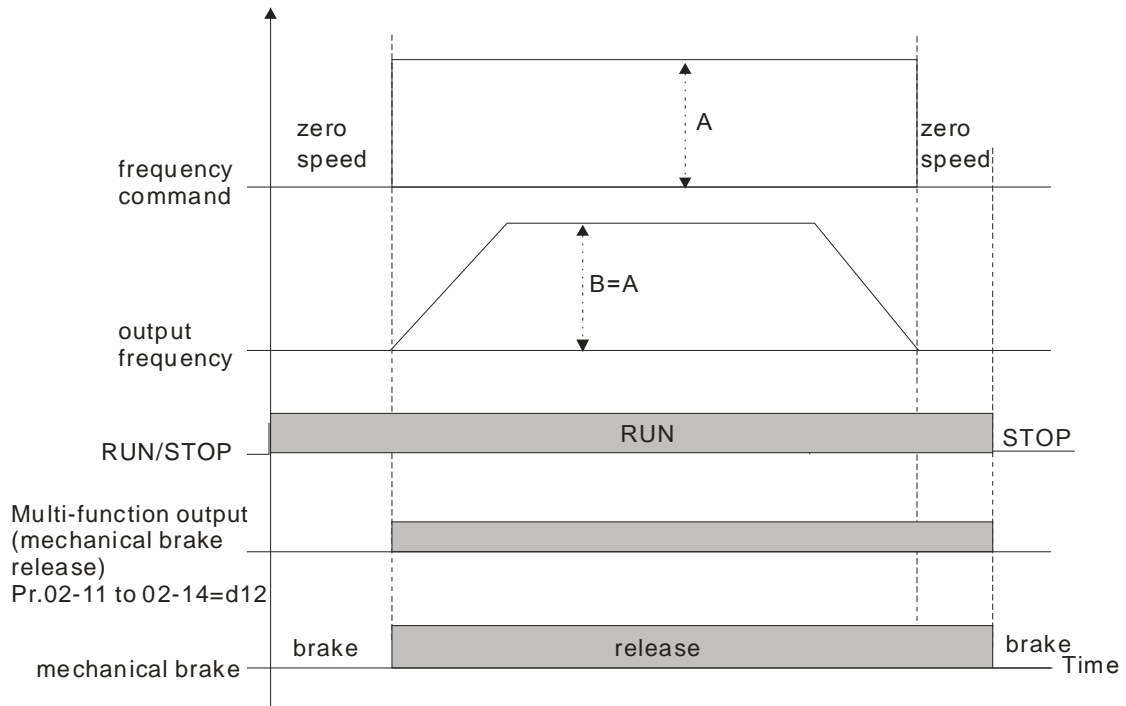 zero
speed
A
zero
speed
frequency
command
B=A
output
frequency
RUN
RUN/STOP
STOP
Multi-function output
(mechanical brake
release)
Pr.02-11 to 02-14=d12
brake
release
brake
mechanical brake
Time